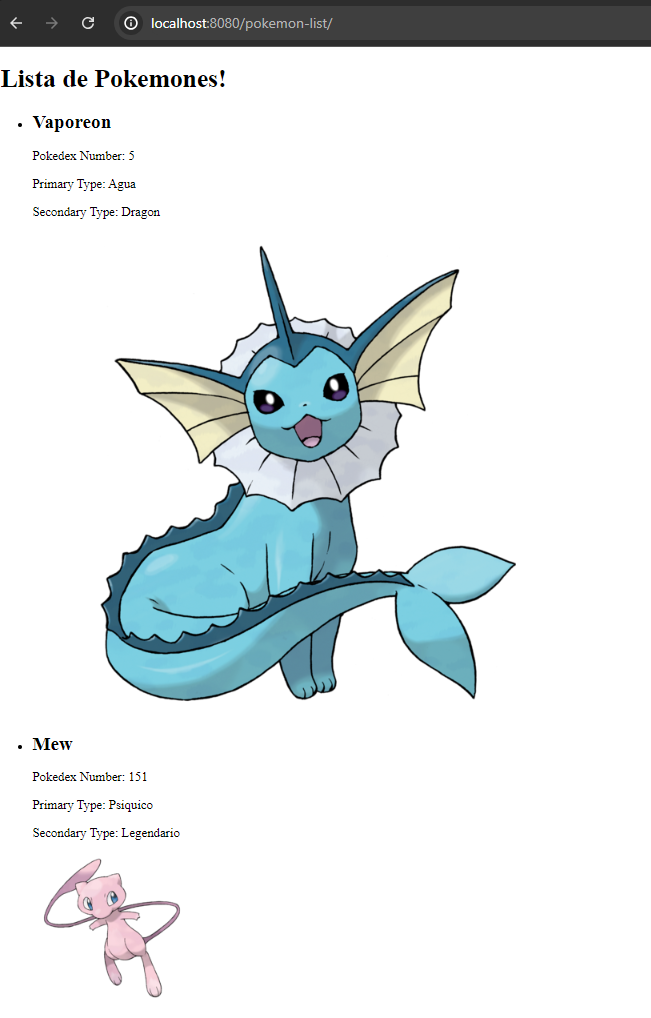 localhost:8080/pokemon-list/
Lista de Pokemones!
Vaporeon
Pokedex Number: 5
Primary Type: Agua
Secondary Type: Dragon
Mew
Pokedex Number: 151
Primary Type: Psiquico
Secondary Type: Legendario